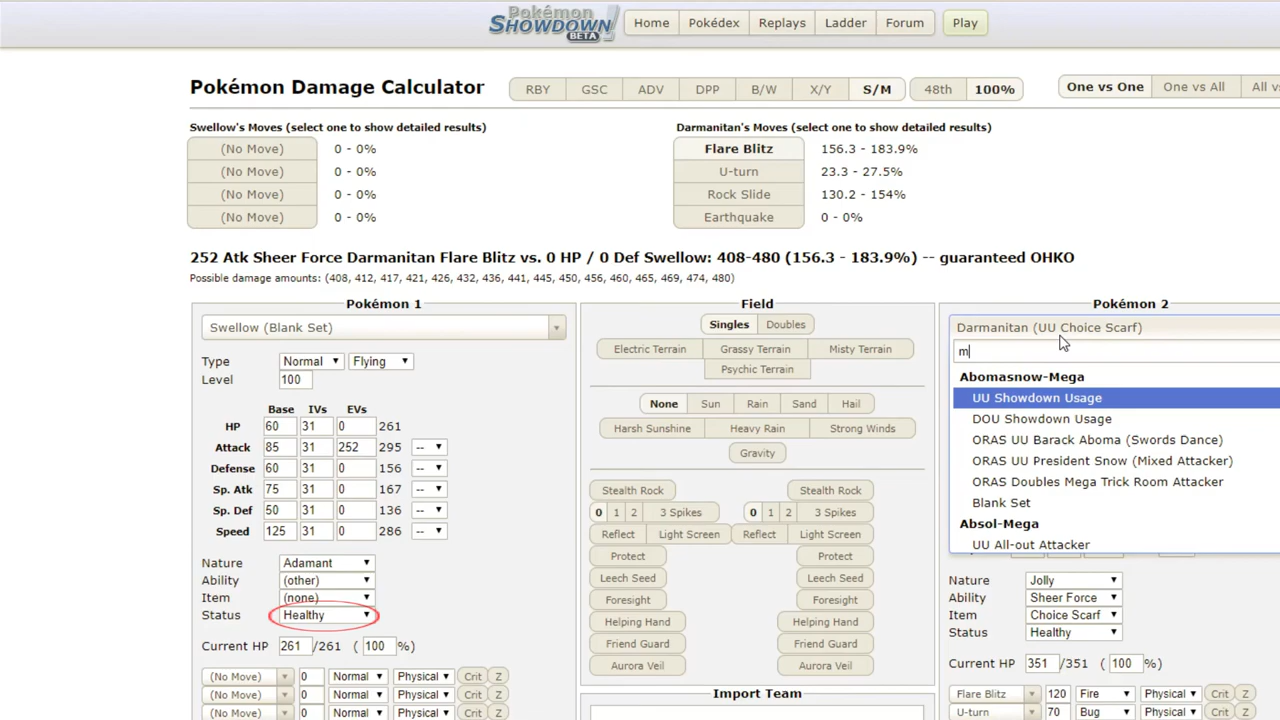 Pokémon SHOWDOWN BETA Home Pokédex Replays Ladder Forum Play
Pokémon Damage Calculator RBY GSC ADV DPP B/W X/Y S/M 48th 100% One vs One One vs All
Swellow's Moves (select one to show detailed results) Darmanitan's Moves (select one to show detailed results)
(No Move) 0 - 0% Flare Blitz 156.3 - 183.9%
(No Move) 0 - 0% U-turn 23.3 - 27.5%
(No Move) 0 - 0% Rock Slide 130.2 - 154%
(No Move) 0 - 0% Earthquake 0 - 0%
252 Atk Sheer Force Darmanitan Flare Blitz vs. 0 HP / 0 Def Swellow: 408-480 (156.3 - 183.9%) -- guaranteed OHKO
Possible damage amounts: (408, 412, 417, 421, 426, 432, 436, 441, 445, 450, 456, 460, 465, 469, 474, 480)
Pokémon 1
Swellow (Blank Set)
Type Normal Flying
Level 100
Base IVs EVs
HP 60 31 0 261
Attack 85 31 252 295 --
Defense 60 31 0 156 --
Sp. Atk 75 31 0 167 --
Sp. Def 50 31 0 136 --
Speed 125 31 0 286 --
Nature Adamant
Ability (other)
Item (none)
Status Healthy
Current HP 261 /261 ( 100 %)
(No Move) 0 Normal Physical Crit Z
(No Move) 0 Normal Physical Crit Z
(No Move) 0 Normal Physical Crit Z
Field
Singles Doubles
Electric Terrain Grassy Terrain Misty Terrain
Psychic Terrain
None Sun Rain Sand Hail
Harsh Sunshine Heavy Rain Strong Winds
Gravity
Stealth Rock Stealth Rock
0 1 2 3 Spikes 0 1 2 3 Spikes
Reflect Light Screen Reflect Light Screen
Protect Protect
Leech Seed Leech Seed
Foresight Foresight
Helping Hand Helping Hand
Friend Guard Friend Guard
Aurora Veil Aurora Veil
Import Team
Pokémon 2
Darmanitan (UU Choice Scarf)
m
Abomasnow-Mega
UU Showdown Usage
DOU Showdown Usage
ORAS UU Barack Aboma (Swords Dance)
ORAS UU President Snow (Mixed Attacker)
ORAS Doubles Mega Trick Room Attacker
Blank Set
Absol-Mega
UU All-out Attacker
Nature Jolly
Ability Sheer Force
Item Choice Scarf
Status Healthy
Current HP 351 /351 ( 100 %)
Flare Blitz 120 Fire Physical Crit Z
U-turn 70 Bug Physical Crit Z